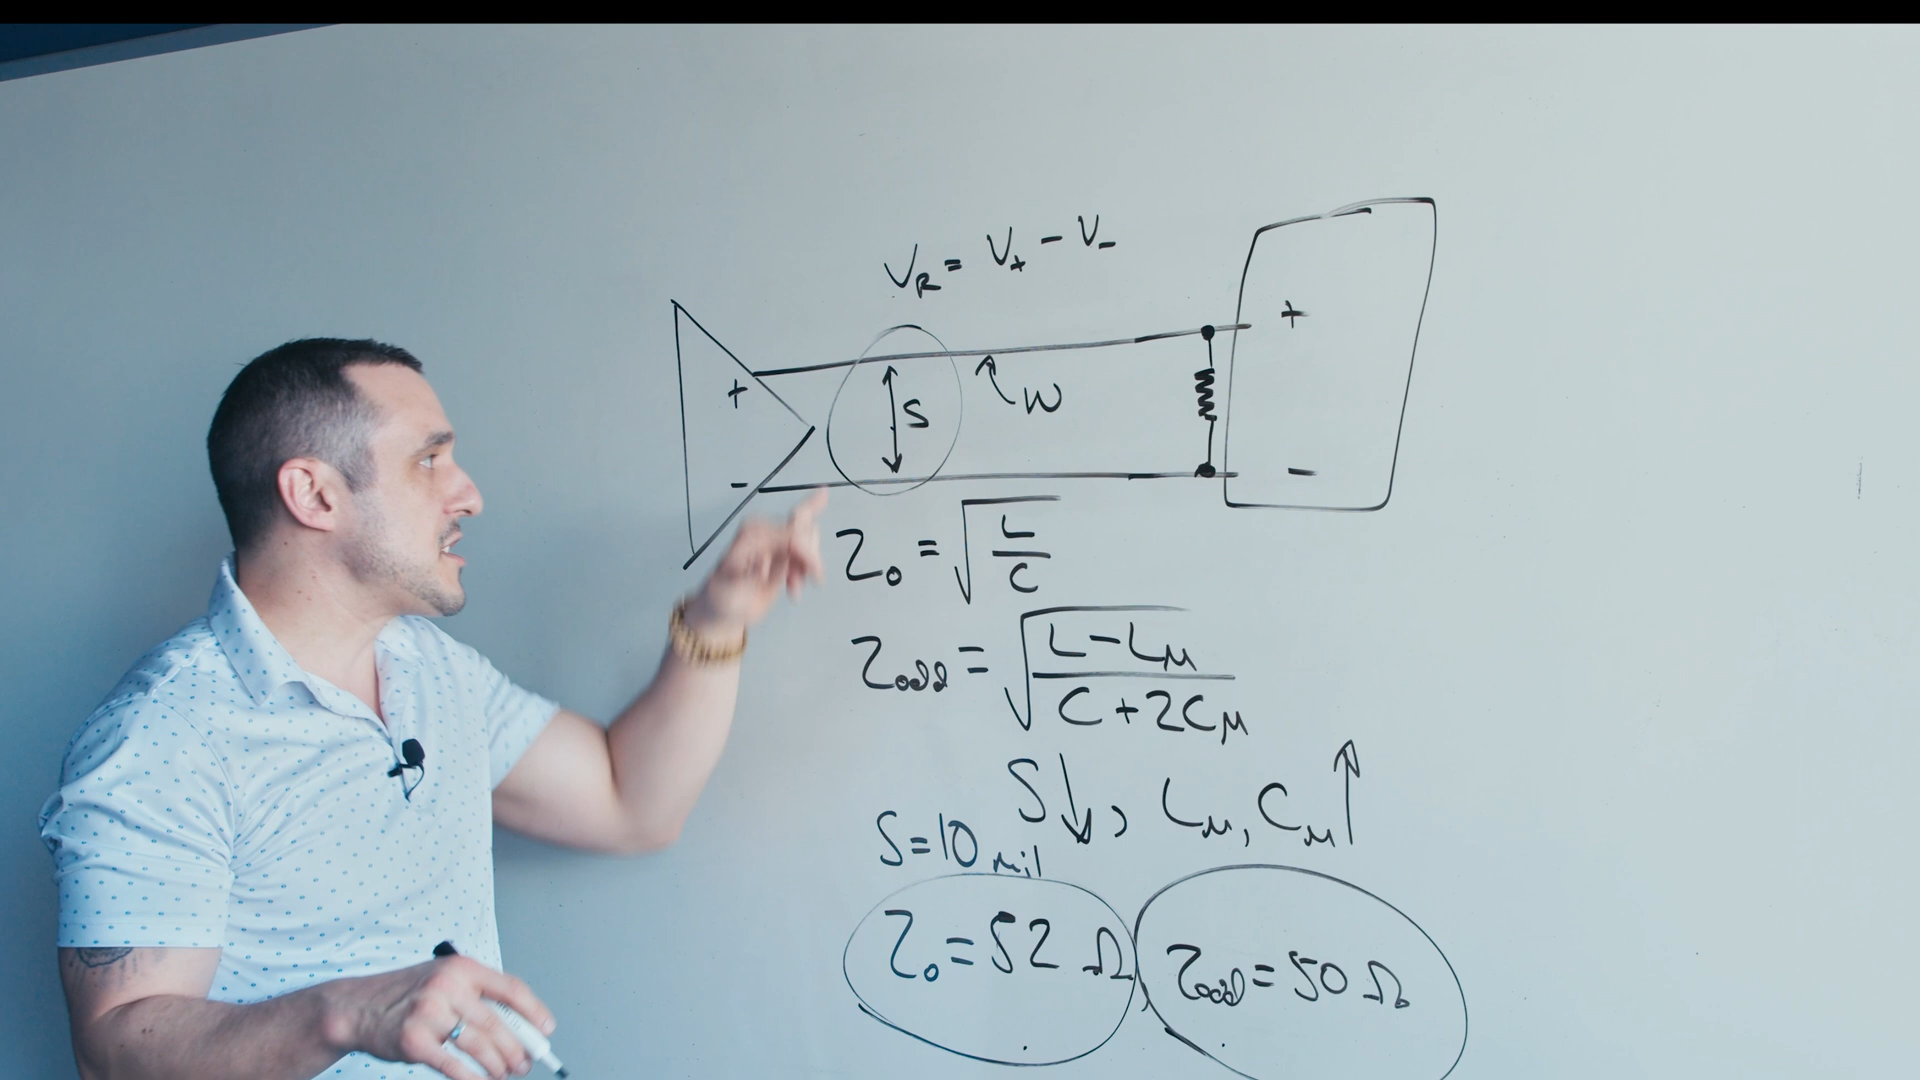 V_R = V_+ - V_-
+
+
S
W
-
-
Z_0 = √(L/C)
Z_odd = √((L-L_M)/(C+2C_M))
S↓, L_M, C_M↑
S=10 mil
Z_0 = 52 Ω, Z_odd = 50 Ω